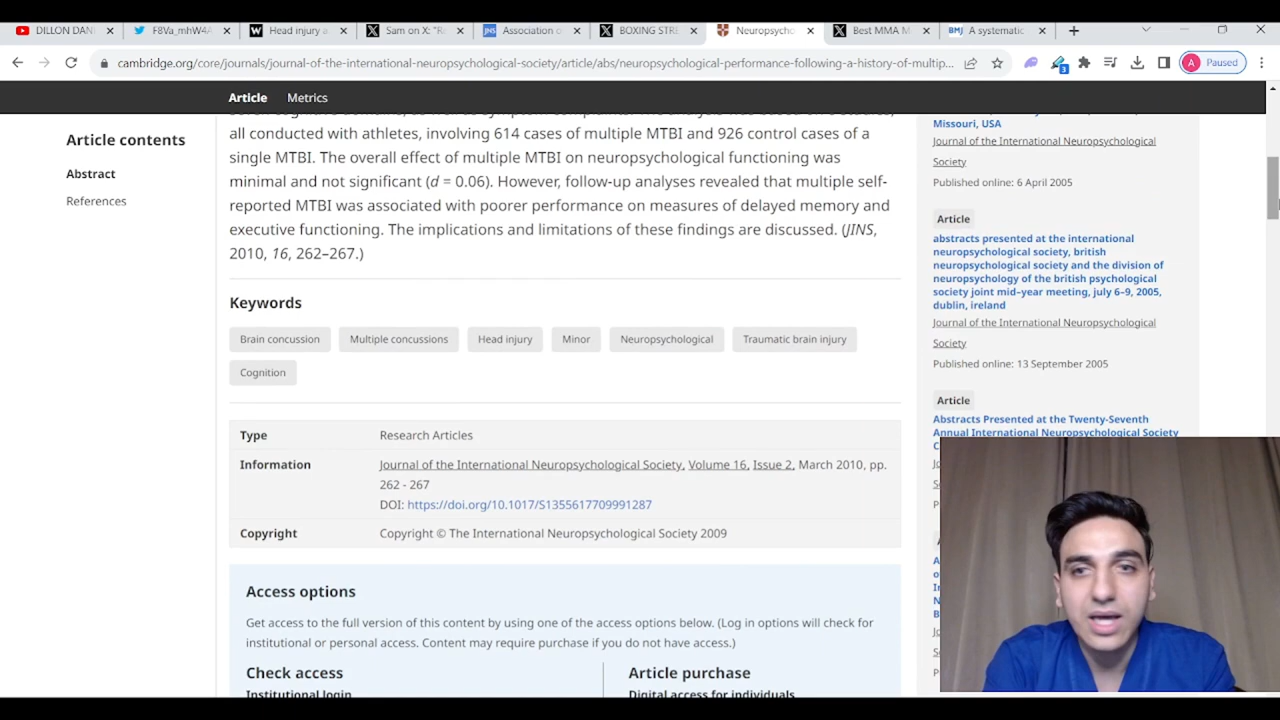 DILLON DAN
F8Va_mhW4A
Head injury a
Sam on X: "R
JNS Association o
BOXING STRE
Neuropsycho
Best MMA M
BMJ A systematic
cambridge.org/core/journals/journal-of-the-international-neuropsychological-society/article/abs/neuropsychological-performance-following-a-history-of-multip...
3
A Paused
Article
Metrics
Article contents
Abstract
References
all conducted with athletes, involving 614 cases of multiple MTBI and 926 control cases of a
single MTBI. The overall effect of multiple MTBI on neuropsychological functioning was
minimal and not significant (d = 0.06). However, follow-up analyses revealed that multiple self-
reported MTBI was associated with poorer performance on measures of delayed memory and
executive functioning. The implications and limitations of these findings are discussed. (JINS,
2010, 16, 262–267.)
Keywords
Brain concussion
Multiple concussions
Head injury
Minor
Neuropsychological
Traumatic brain injury
Cognition
Type
Research Articles
Information
Journal of the International Neuropsychological Society, Volume 16, Issue 2, March 2010, pp.
262 - 267
DOI: https://doi.org/10.1017/S1355617709991287
Copyright
Copyright © The International Neuropsychological Society 2009
Access options
Get access to the full version of this content by using one of the access options below. (Log in options will check for
institutional or personal access. Content may require purchase if you do not have access.)
Check access
Article purchase
Institutional login
Digital access for individuals
Missouri, USA
Journal of the International Neuropsychological
Society
Published online: 6 April 2005
Article
abstracts presented at the international
neuropsychological society, british
neuropsychological society and the division of
neuropsychology of the british psychological
society joint mid–year meeting, july 6–9, 2005,
dublin, ireland
Journal of the International Neuropsychological
Society
Published online: 13 September 2005
Article
Abstracts Presented at the Twenty-Seventh
Annual International Neuropsychological Society